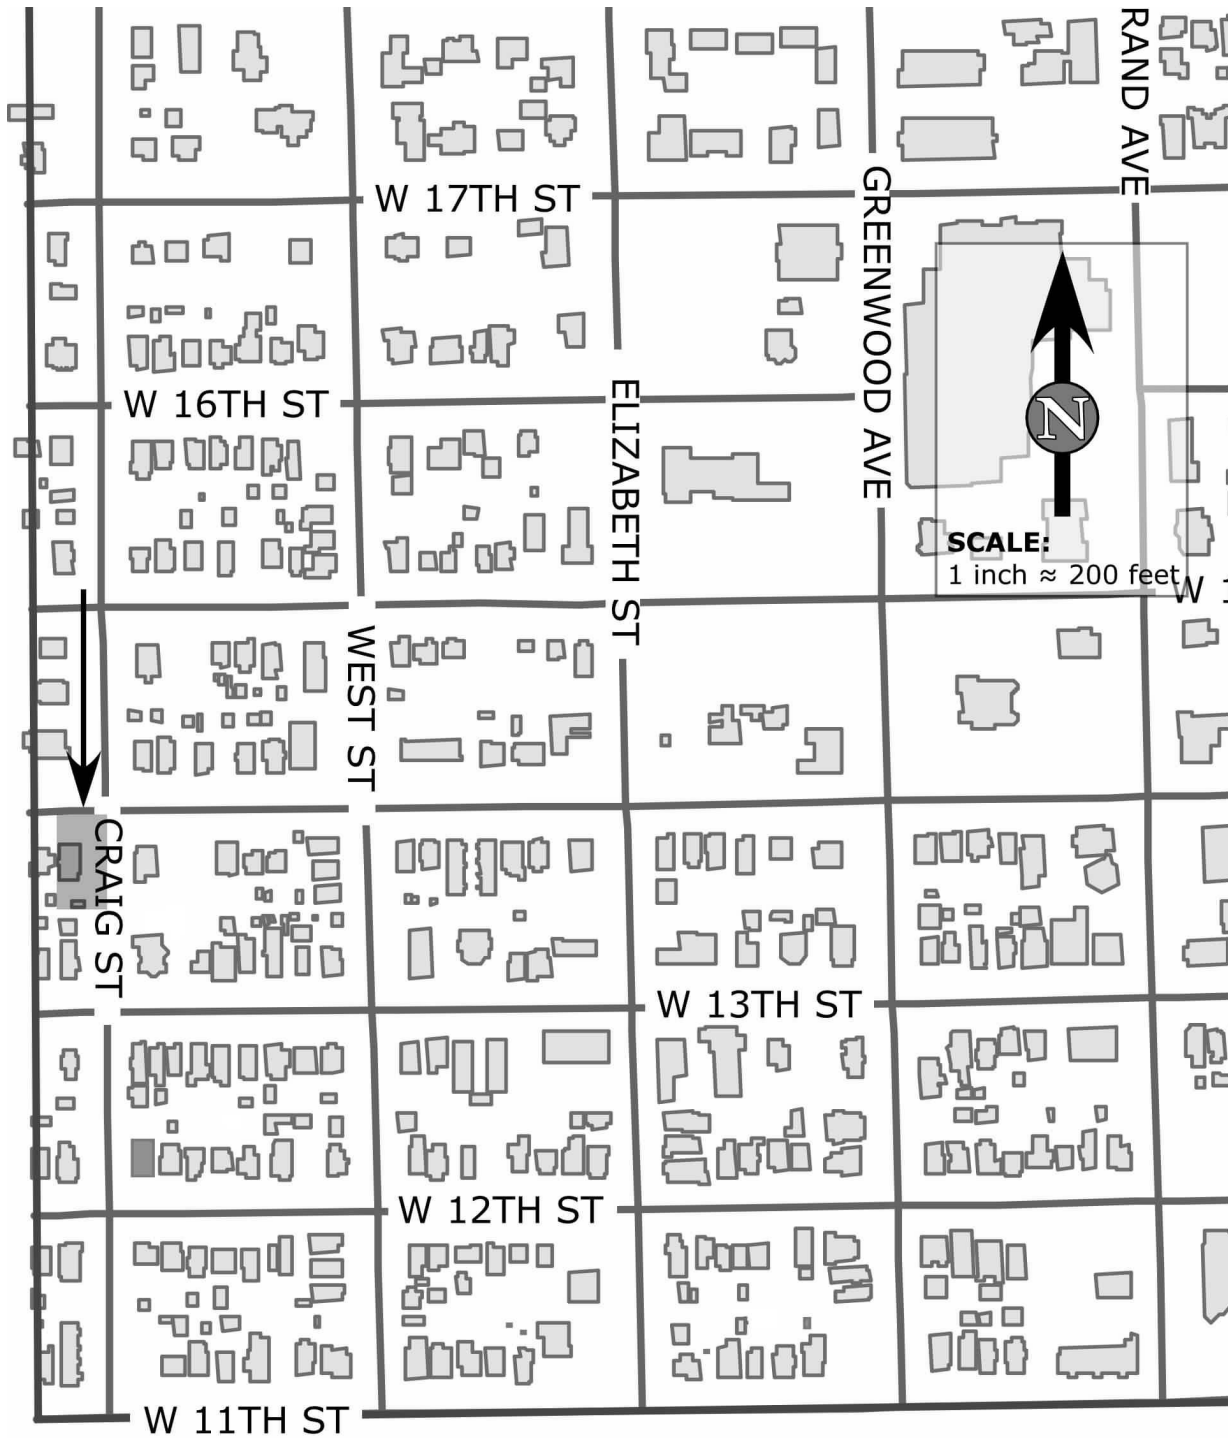 RAND AVE
W 17TH ST
GREENWOOD AVE
W 16TH ST
ELIZABETH ST
N
SCALE:
1 inch ≈ 200 feet
W 1
WEST ST
CRAIG ST
W 13TH ST
W 12TH ST
W 11TH ST